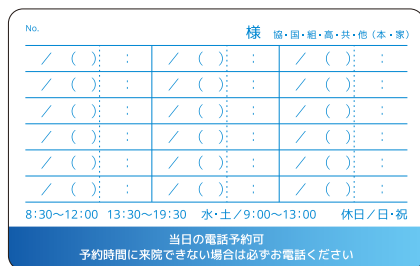 No. 様 協・国・組・高・共・他（本・家）
／ （ ） : ／ （ ） : ／ （ ） :
／ （ ） : ／ （ ） : ／ （ ） :
／ （ ） : ／ （ ） : ／ （ ） :
／ （ ） : ／ （ ） : ／ （ ） :
／ （ ） : ／ （ ） : ／ （ ） :
／ （ ） : ／ （ ） : ／ （ ） :
8:30〜12:00 13:30〜19:30 水・土／9:00〜13:00 休日／日・祝
当日の電話予約可
予約時間に来院できない場合は必ずお電話ください